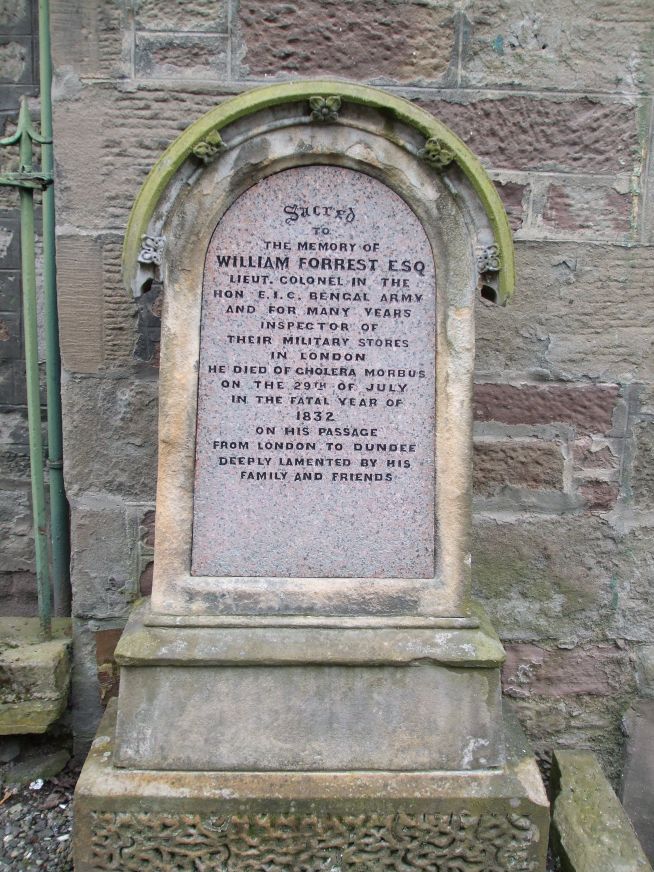 Sacred
TO
THE MEMORY OF
WILLIAM FORREST ESQ
LIEUT. COLONEL IN THE
HON E.I.C. BENGAL ARMY
AND FOR MANY YEARS
INSPECTOR OF
THEIR MILITARY STORES
IN LONDON
HE DIED OF CHOLERA MORBUS
ON THE 29TH OF JULY
IN THE FATAL YEAR OF
1832
ON HIS PASSAGE
FROM LONDON TO DUNDEE
DEEPLY LAMENTED BY HIS
FAMILY AND FRIENDS